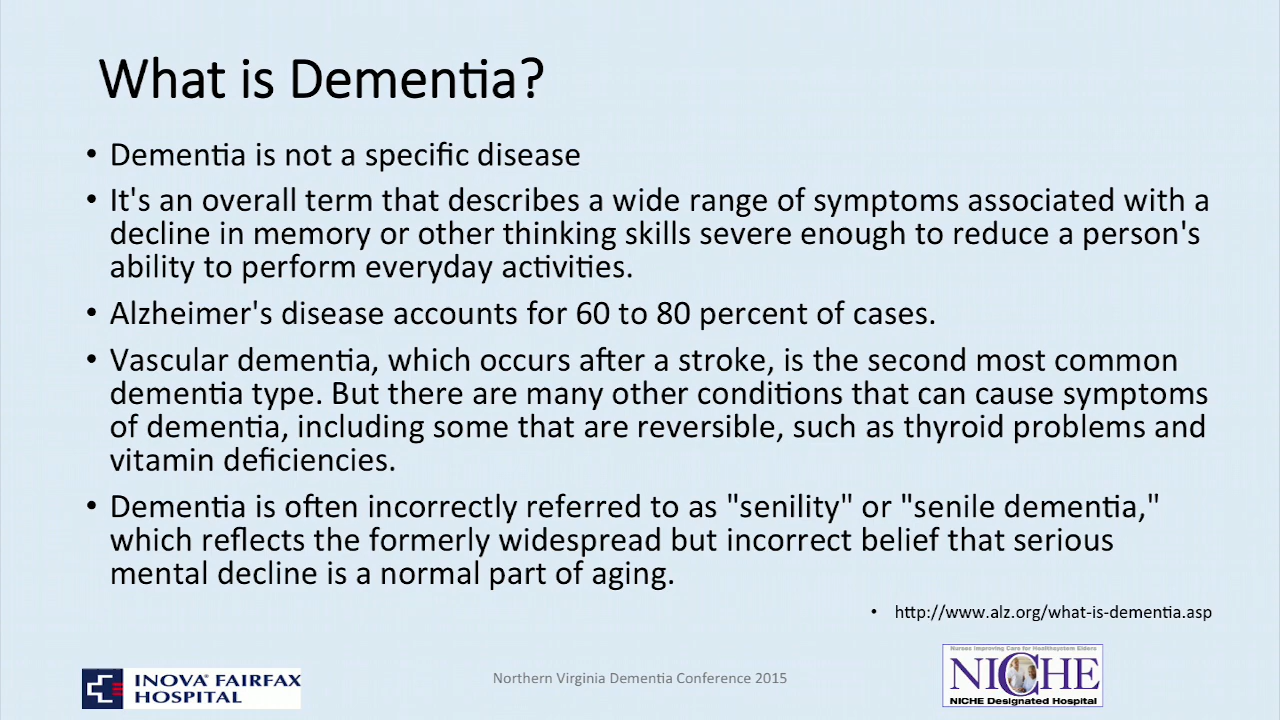 What is Dementia?
• Dementia is not a specific disease
• It's an overall term that describes a wide range of symptoms associated with a
decline in memory or other thinking skills severe enough to reduce a person's
ability to perform everyday activities.
• Alzheimer's disease accounts for 60 to 80 percent of cases.
• Vascular dementia, which occurs after a stroke, is the second most common
dementia type. But there are many other conditions that can cause symptoms
of dementia, including some that are reversible, such as thyroid problems and
vitamin deficiencies.
• Dementia is often incorrectly referred to as "senility" or "senile dementia,"
which reflects the formerly widespread but incorrect belief that serious
mental decline is a normal part of aging.
• http://www.alz.org/what-is-dementia.asp
INOVA® FAIRFAX
HOSPITAL
Northern Virginia Dementia Conference 2015
Nurses Improving Care for Healthsystem Elders
NICHE
NICHE Designated Hospital